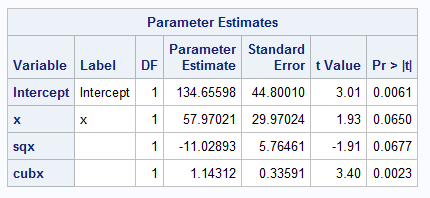 Parameter Estimates
Variable Label DF Parameter Estimate Standard Error t Value Pr > |t|
Intercept Intercept 1 134.65598 44.80010 3.01 0.0061
x x 1 57.97021 29.97024 1.93 0.0650
sqx 1 -11.02893 5.76461 -1.91 0.0677
cubx 1 1.14312 0.33591 3.40 0.0023